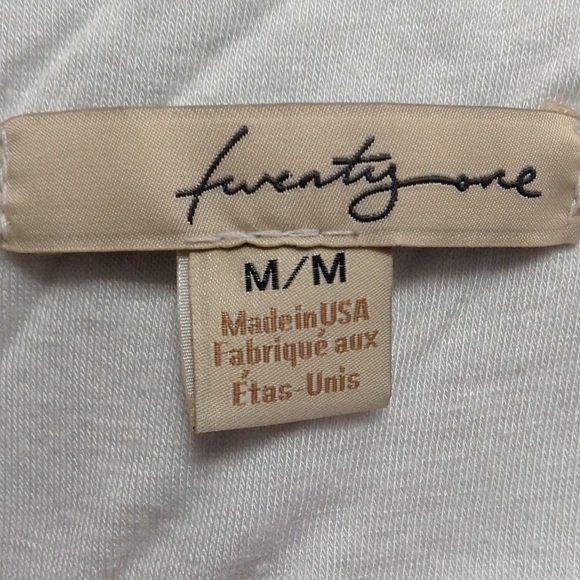 twenty one
M/M
Made in USA
Fabriqué aux
Étas-Unis